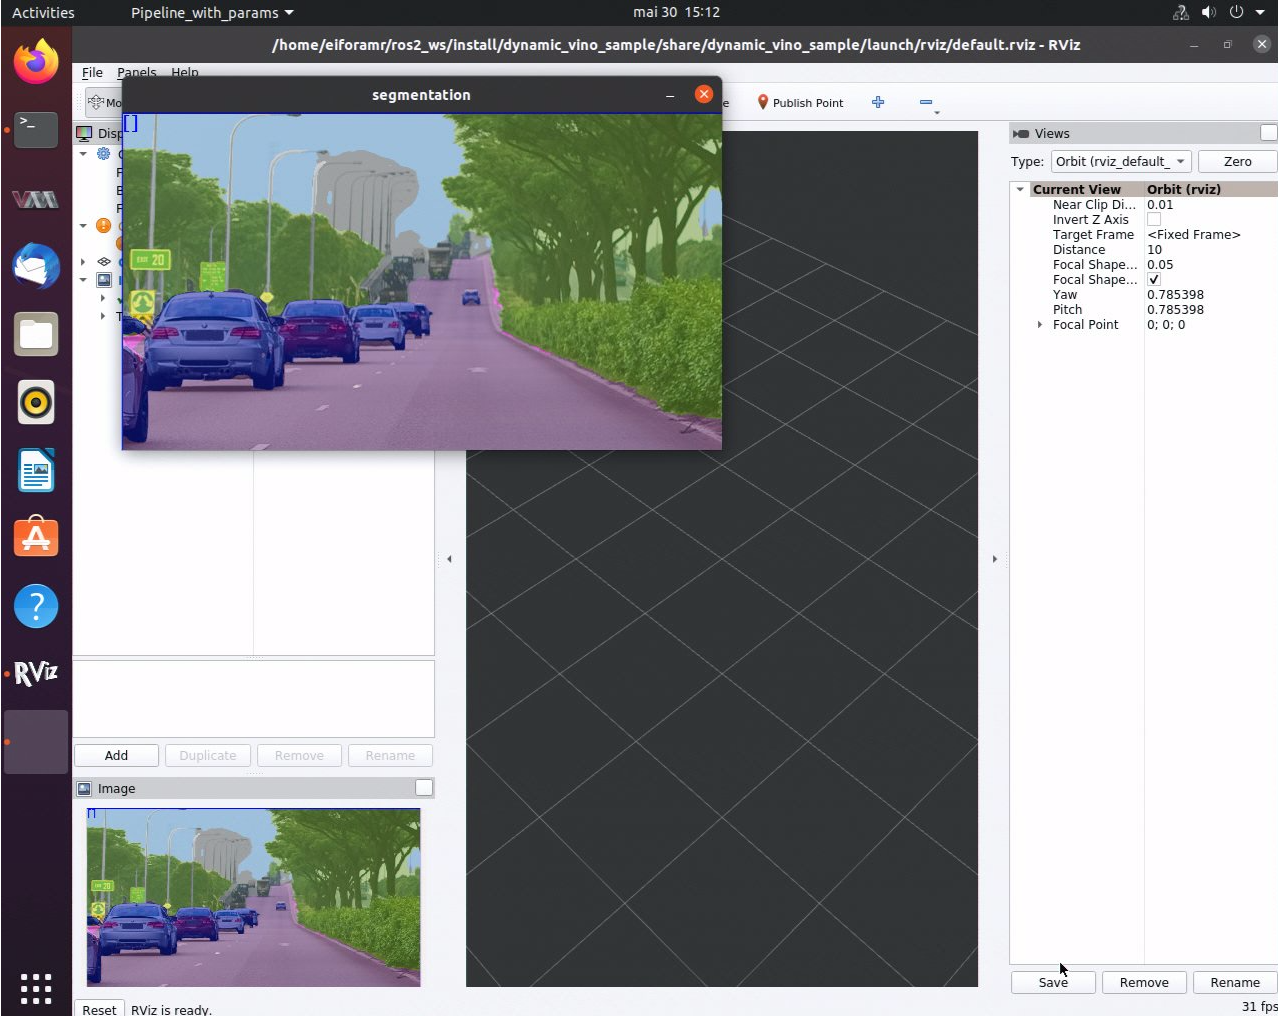 Activities
Pipeline_with_params
mai 30 15:12
/home/eiforamr/ros2_ws/install/dynamic_vino_sample/share/dynamic_vino_sample/launch/rviz/default.rviz - RViz
File Panels Help
segmentation
Publish Point
[]
EXIT 20
Views
Type: Orbit (rviz_default_ Zero
Current View Orbit (rviz)
Near Clip Di... 0.01
Invert Z Axis
Target Frame <Fixed Frame>
Distance 10
Focal Shape... 0.05
Focal Shape... ✓
Yaw 0.785398
Pitch 0.785398
Focal Point 0; 0; 0
>_
RViz
Add Duplicate Remove Rename
Image
Save Remove Rename
Reset RViz is ready.
31 fps